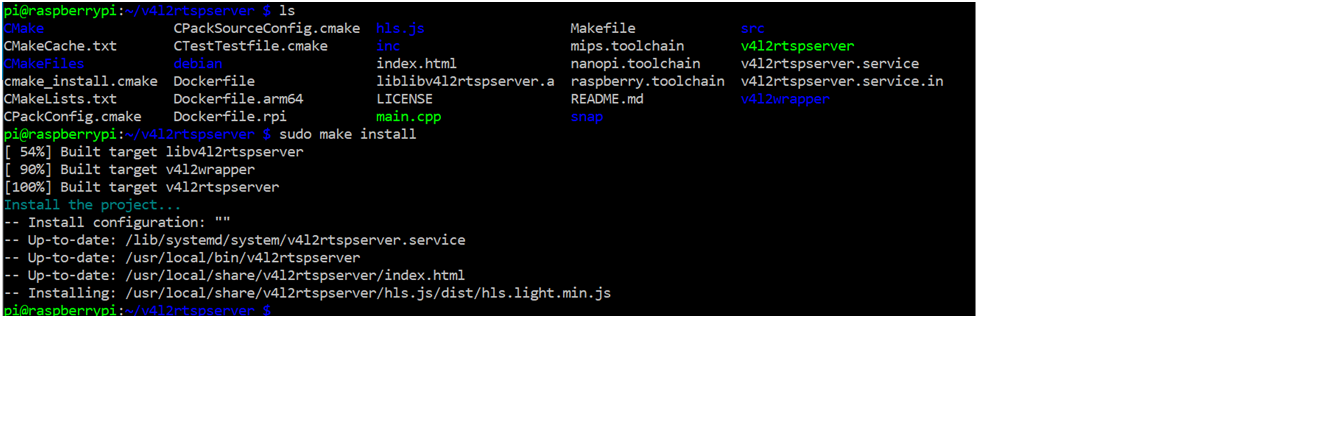 pi@raspberrypi:~/v4l2rtspserver $ ls
CMake CPackSourceConfig.cmake hls.js Makefile src
CMakeCache.txt CTestTestfile.cmake inc mips.toolchain v4l2rtspserver
CMakeFiles debian index.html nanopi.toolchain v4l2rtspserver.service
cmake_install.cmake Dockerfile liblibv4l2rtspserver.a raspberry.toolchain v4l2rtspserver.service.in
CMakeLists.txt Dockerfile.arm64 LICENSE README.md v4l2wrapper
CPackConfig.cmake Dockerfile.rpi main.cpp snap
pi@raspberrypi:~/v4l2rtspserver $ sudo make install
[ 54%] Built target libv4l2rtspserver
[ 90%] Built target v4l2wrapper
[100%] Built target v4l2rtspserver
Install the project...
-- Install configuration: ""
-- Up-to-date: /lib/systemd/system/v4l2rtspserver.service
-- Up-to-date: /usr/local/bin/v4l2rtspserver
-- Up-to-date: /usr/local/share/v4l2rtspserver/index.html
-- Installing: /usr/local/share/v4l2rtspserver/hls.js/dist/hls.light.min.js
pi@raspberrypi:~/v4l2rtspserver $